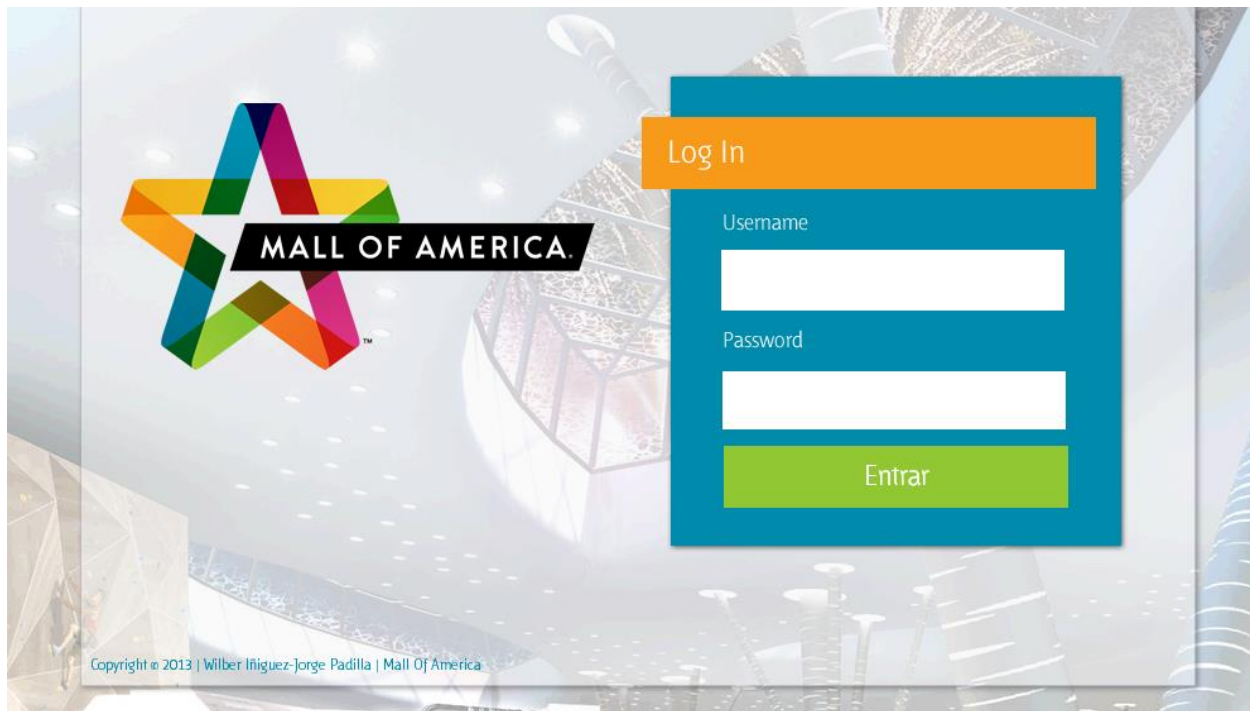 MALL OF AMERICA.
TM
Log In
Username
Password
Entrar
Copyright © 2013 | Wilber Iñiguez-Jorge Padilla | Mall Of America